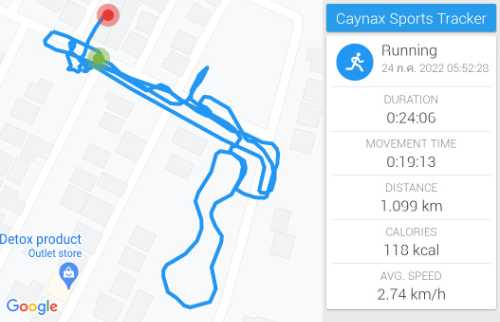 Caynax Sports Tracker
Running
24 ก.ค. 2022 05:52:28
DURATION
0:24:06
MOVEMENT TIME
0:19:13
DISTANCE
1.099 km
CALORIES
118 kcal
AVG. SPEED
2.74 km/h
Detox product
Outlet store
Google